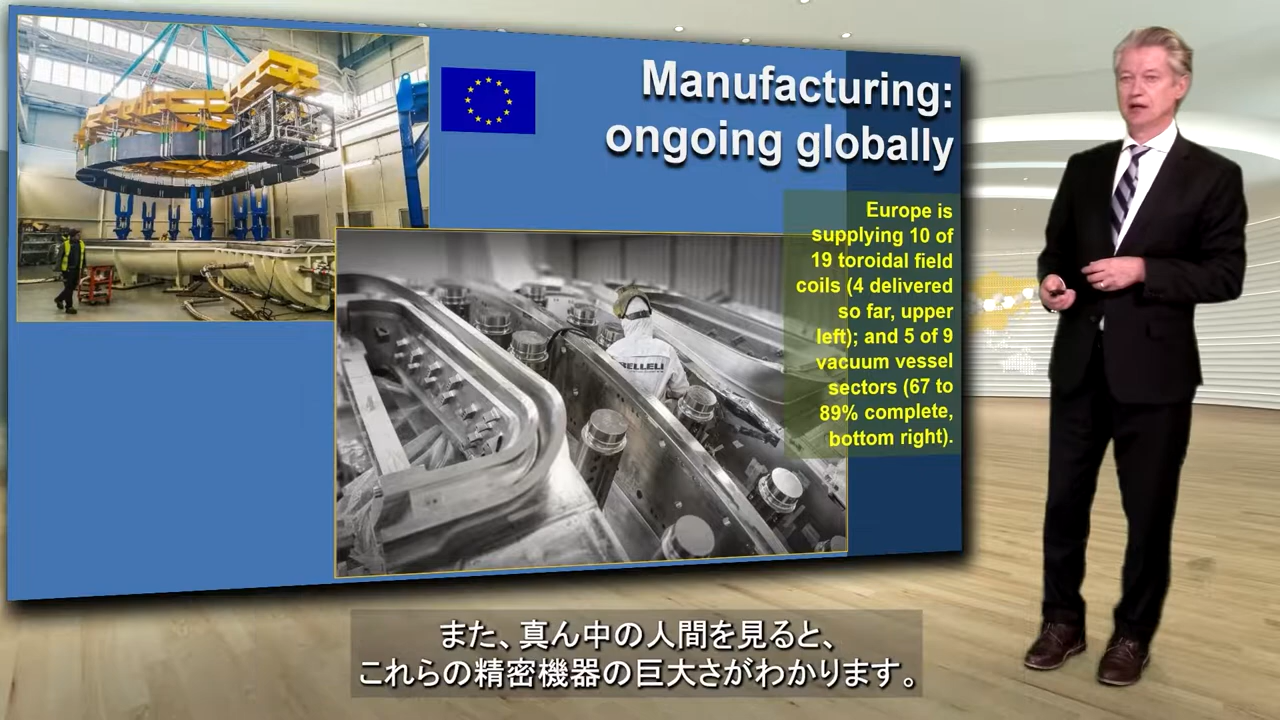 Manufacturing:
ongoing globally
Europe is
supplying 10 of
19 toroidal field
coils (4 delivered
so far, upper
left); and 5 of 9
vacuum vessel
sectors (67 to
89% complete,
bottom right).
BELLELI
また、真ん中の人間を見ると、
これらの精密機器の巨大さがわかります。